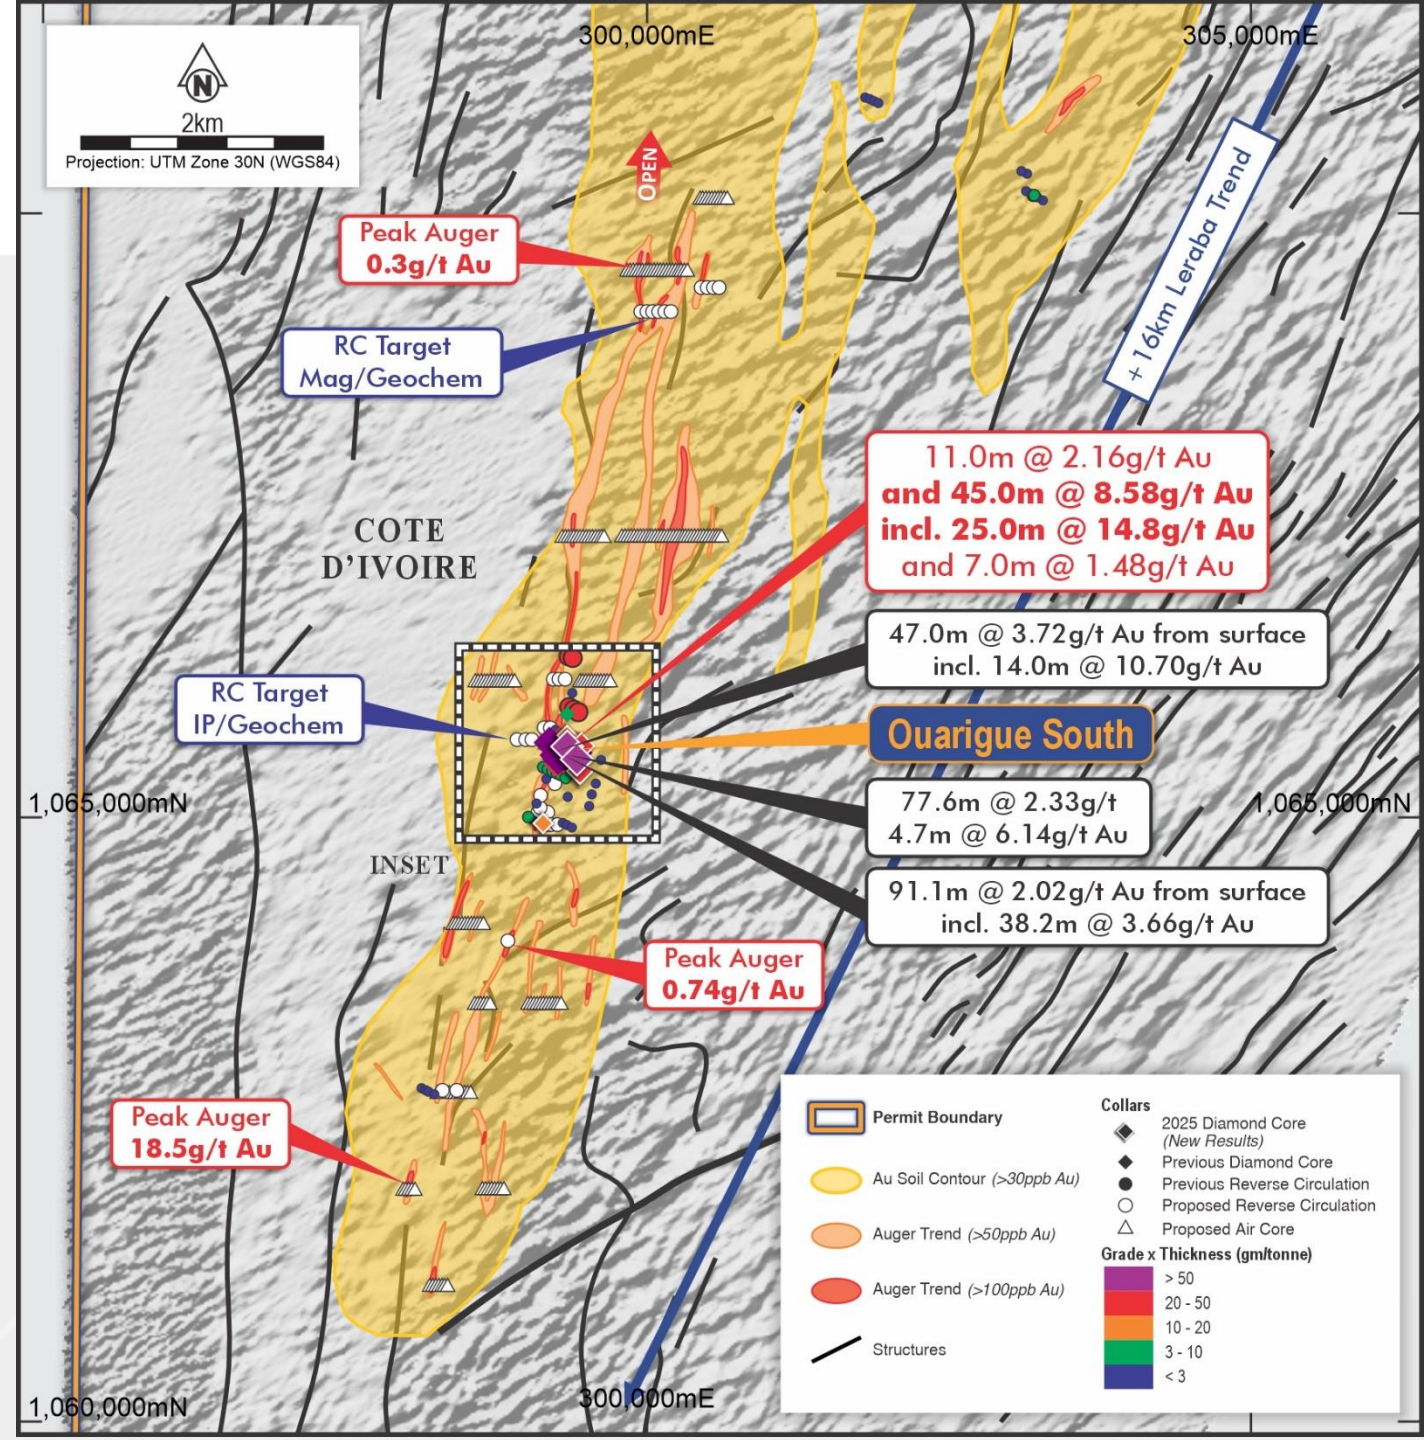 300,000mE
305,000mE
N
2km
Projection: UTM Zone 30N (WGS84)
OPEN
+ 16km Leraba Trend
Peak Auger
0.3g/t Au
RC Target
Mag/Geochem
11.0m @ 2.16g/t Au
and 45.0m @ 8.58g/t Au
incl. 25.0m @ 14.8g/t Au
and 7.0m @ 1.48g/t Au
COTE
D'IVOIRE
47.0m @ 3.72g/t Au from surface
incl. 14.0m @ 10.70g/t Au
RC Target
IP/Geochem
Ouarigue South
1,065,000mN
77.6m @ 2.33g/t
4.7m @ 6.14g/t Au
1,065,000mN
INSET
91.1m @ 2.02g/t Au from surface
incl. 38.2m @ 3.66g/t Au
Peak Auger
0.74g/t Au
Peak Auger
18.5g/t Au
Permit Boundary
Au Soil Contour (>30ppb Au)
Auger Trend (>50ppb Au)
Auger Trend (>100ppb Au)
Structures
Collars
2025 Diamond Core
(New Results)
Previous Diamond Core
Previous Reverse Circulation
Proposed Reverse Circulation
Proposed Air Core
Grade x Thickness (gm/tonne)
> 50
20 - 50
10 - 20
3 - 10
< 3
1,060,000mN
300,000mE